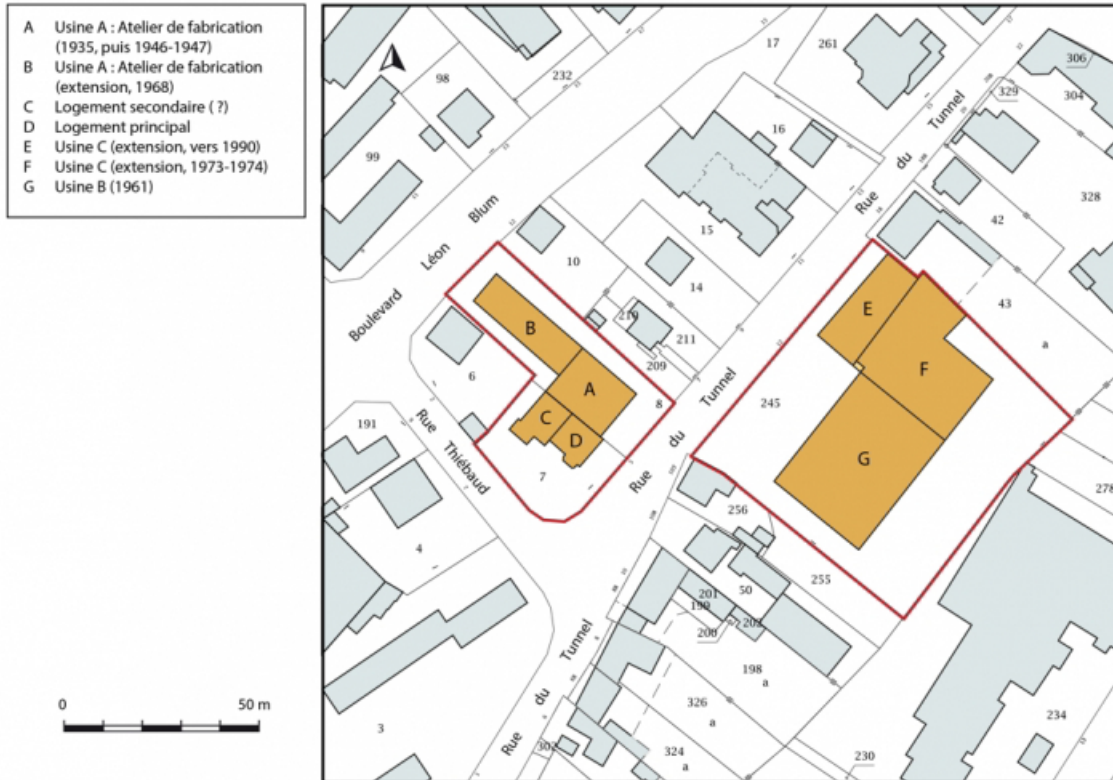 A Usine A : Atelier de fabrication
(1935, puis 1946-1947)
B Usine A : Atelier de fabrication
(extension, 1968)
C Logement secondaire ( ?)
D Logement principal
E Usine C (extension, vers 1990)
F Usine C (extension, 1973-1974)
G Usine B (1961)
0 50 m
17
261
306
98
232
329
304
Tunnel
16
99
du
Rue
42
328
Blum
15
Léon
10
43
14
Boulevard
E
a
B
210
211
209
F
6
A
Tunnel
245
8
C
191
Rue
D
du
G
Thiébaud
7
Rue
278
256
4
255
201
50
199
200
202
Tunnel
198
a
326
a
du
234
3
Rue
302
324
a
230